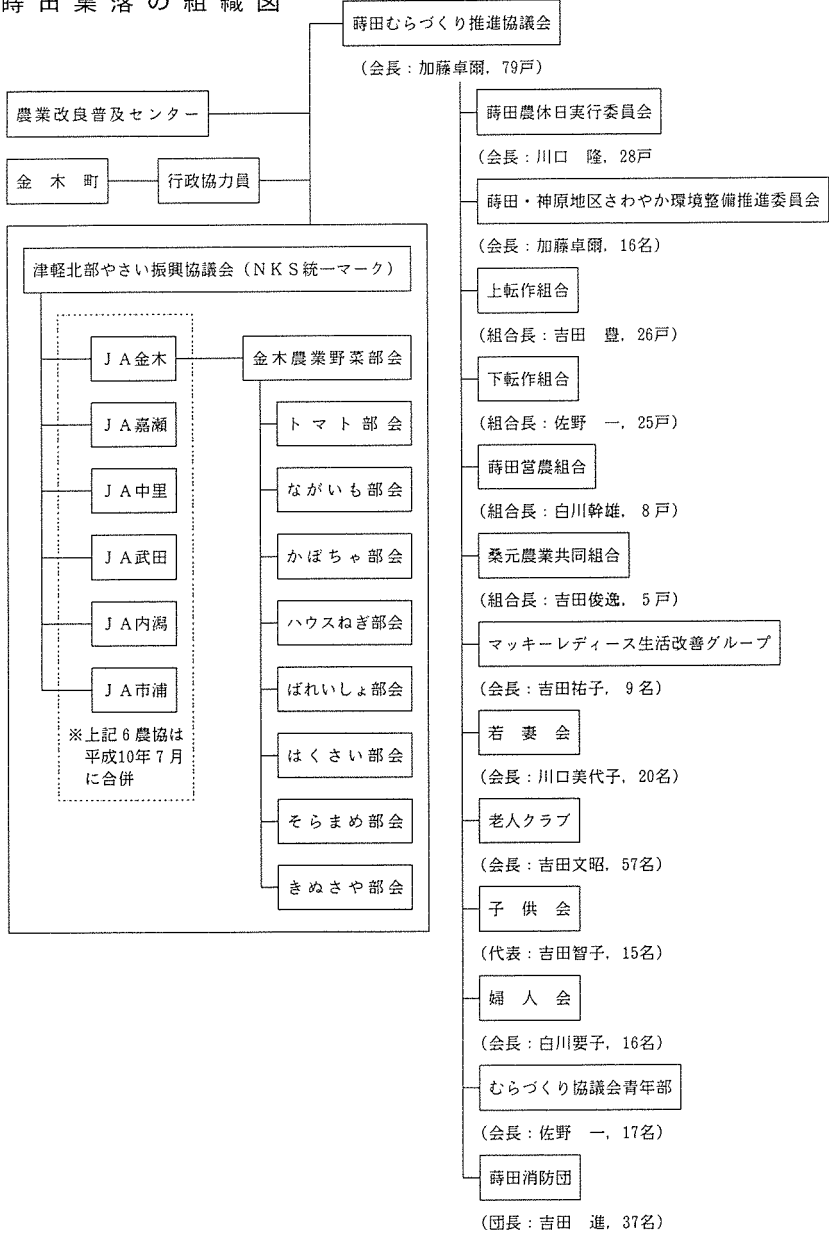 蒔田集落の組織図
蒔田むらづくり推進協議会
(会長:加藤卓爾,79戸)
農業改良普及センター
金木町
行政協力員
津軽北部やさい振興協議会(NKS統一マーク)
JA金木
JA嘉瀬
JA中里
JA武田
JA内潟
JA市浦
※上記6農協は
平成10年7月
に合併
金木農業野菜部会
トマト部会
ながいも部会
かぼちゃ部会
ハウスねぎ部会
ばれいしょ部会
はくさい部会
そらまめ部会
きぬさや部会
蒔田農休日実行委員会
(会長:川口 隆,28戸
蒔田・神原地区さわやか環境整備推進委員会
(会長:加藤卓爾,16名)
上転作組合
(組合長:吉田 豊,26戸)
下転作組合
(組合長:佐野 一,25戸)
蒔田営農組合
(組合長:白川幹雄,8戸)
桑元農業共同組合
(組合長:吉田俊逸,5戸)
マッキーレディース生活改善グループ
(会長:吉田祐子,9名)
若妻会
(会長:川口美代子,20名)
老人クラブ
(会長:吉田文昭,57名)
子供会
(代表:吉田智子,15名)
婦人会
(会長:白川要子,16名)
むらづくり協議会青年部
(会長:佐野 一,17名)
蒔田消防団
(団長:吉田 進,37名)